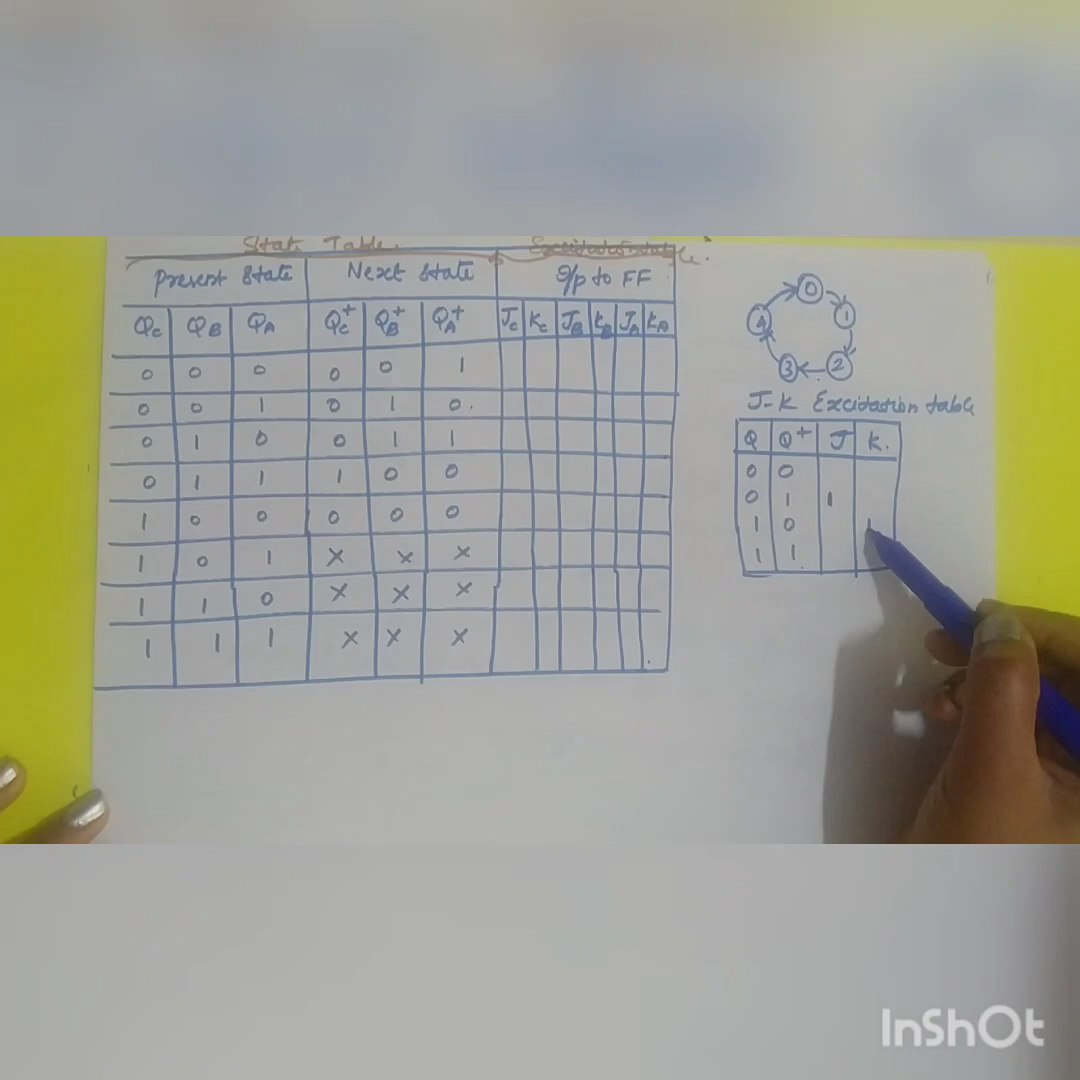 State Table
Excitation table.
Present State Next State I/p to FF
QC QB QA QC+ QB+ QA+ JC KC JB KB JA KA
0 0 0 0 0 1
0 0 1 0 1 0.
0 1 0 0 1 1
0 1 1 1 0 0
1 0 0 0 0 0
1 0 1 X X X
1 1 0 X X X
1 1 1 X X X
0
4 1
3 2
J-K Excitation table
Q Q+ J K.
0 0
0 1 1
1 0 1
1 1
InShOt